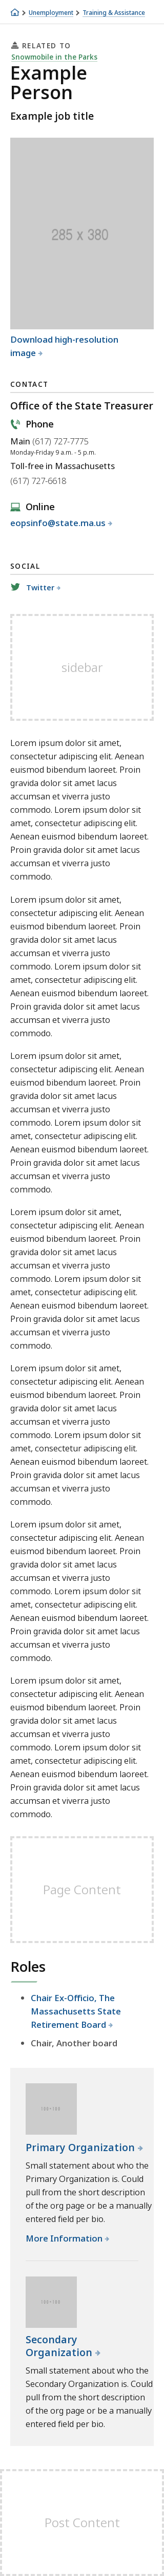 Unemployment > Training & Assistance
RELATED TO
Snowmobile in the Parks
Example
Person
Example job title
285 x 380
Download high-resolution
image
CONTACT
Office of the State Treasurer
Phone
Main (617) 727-7775
Monday-Friday 9 a.m. - 5 p.m.
Toll-free in Massachusetts
(617) 727-6618
Online
eopsinfo@state.ma.us
SOCIAL
Twitter
sidebar
Lorem ipsum dolor sit amet,
consectetur adipiscing elit. Aenean
euismod bibendum laoreet. Proin
gravida dolor sit amet lacus
accumsan et viverra justo
commodo. Lorem ipsum dolor sit
amet, consectetur adipiscing elit.
Aenean euismod bibendum laoreet.
Proin gravida dolor sit amet lacus
accumsan et viverra justo
commodo.
Lorem ipsum dolor sit amet,
consectetur adipiscing elit. Aenean
euismod bibendum laoreet. Proin
gravida dolor sit amet lacus
accumsan et viverra justo
commodo. Lorem ipsum dolor sit
amet, consectetur adipiscing elit.
Aenean euismod bibendum laoreet.
Proin gravida dolor sit amet lacus
accumsan et viverra justo
commodo.
Lorem ipsum dolor sit amet,
consectetur adipiscing elit. Aenean
euismod bibendum laoreet. Proin
gravida dolor sit amet lacus
accumsan et viverra justo
commodo. Lorem ipsum dolor sit
amet, consectetur adipiscing elit.
Aenean euismod bibendum laoreet.
Proin gravida dolor sit amet lacus
accumsan et viverra justo
commodo.
Lorem ipsum dolor sit amet,
consectetur adipiscing elit. Aenean
euismod bibendum laoreet. Proin
gravida dolor sit amet lacus
accumsan et viverra justo
commodo. Lorem ipsum dolor sit
amet, consectetur adipiscing elit.
Aenean euismod bibendum laoreet.
Proin gravida dolor sit amet lacus
accumsan et viverra justo
commodo.
Lorem ipsum dolor sit amet,
consectetur adipiscing elit. Aenean
euismod bibendum laoreet. Proin
gravida dolor sit amet lacus
accumsan et viverra justo
commodo. Lorem ipsum dolor sit
amet, consectetur adipiscing elit.
Aenean euismod bibendum laoreet.
Proin gravida dolor sit amet lacus
accumsan et viverra justo
commodo.
Lorem ipsum dolor sit amet,
consectetur adipiscing elit. Aenean
euismod bibendum laoreet. Proin
gravida dolor sit amet lacus
accumsan et viverra justo
commodo. Lorem ipsum dolor sit
amet, consectetur adipiscing elit.
Aenean euismod bibendum laoreet.
Proin gravida dolor sit amet lacus
accumsan et viverra justo
commodo.
Lorem ipsum dolor sit amet,
consectetur adipiscing elit. Aenean
euismod bibendum laoreet. Proin
gravida dolor sit amet lacus
accumsan et viverra justo
commodo. Lorem ipsum dolor sit
amet, consectetur adipiscing elit.
Aenean euismod bibendum laoreet.
Proin gravida dolor sit amet lacus
accumsan et viverra justo
commodo.
Page Content
Roles
Chair Ex-Officio, The
Massachusetts State
Retirement Board
Chair, Another board
Primary Organization
Small statement about who the
Primary Organization is. Could
pull from the short description
of the org page or be a manually
entered field per bio.
More Information
Secondary
Organization
Small statement about who the
Secondary Organization is. Could
pull from the short description
of the org page or be a manually
entered field per bio.
Post Content